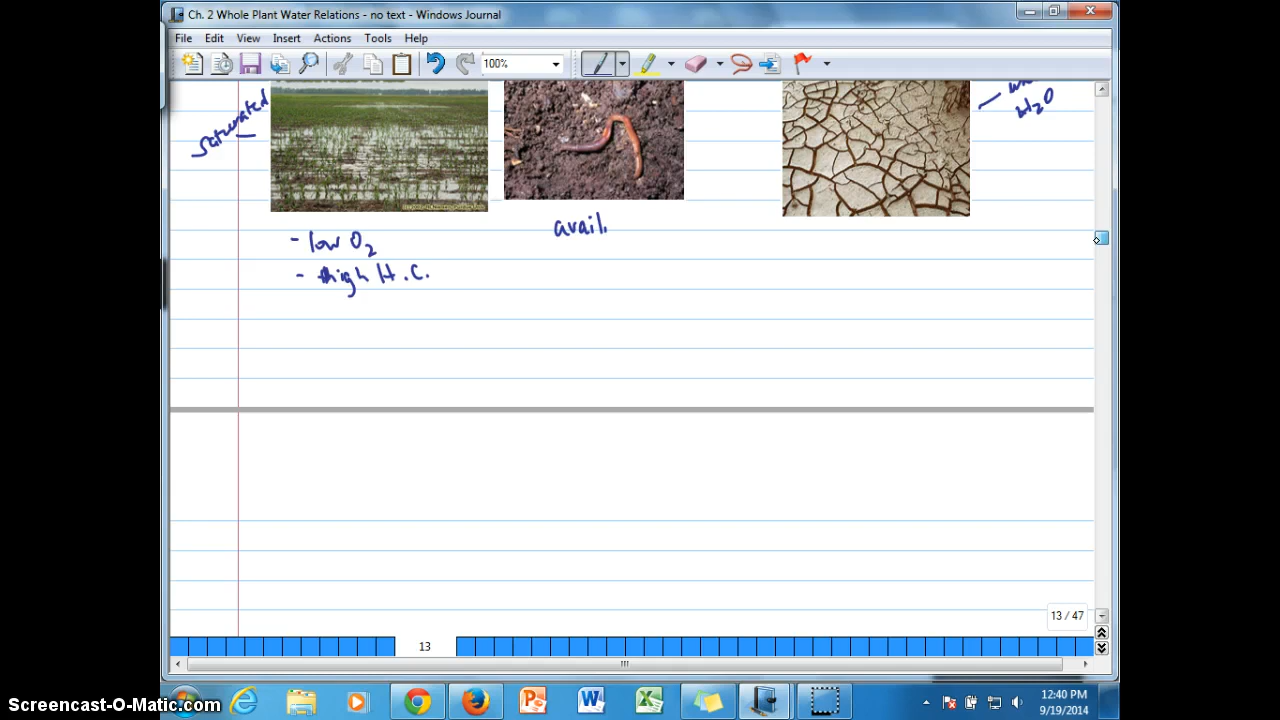 Ch. 2 Whole Plant Water Relations - no text - Windows Journal
File Edit View Insert Actions Tools Help
100%
saturated
H2O
- low O2
- high H.C.
avail.
13 / 47
13
12:40 PM
9/19/2014
Screencast-O-Matic.com